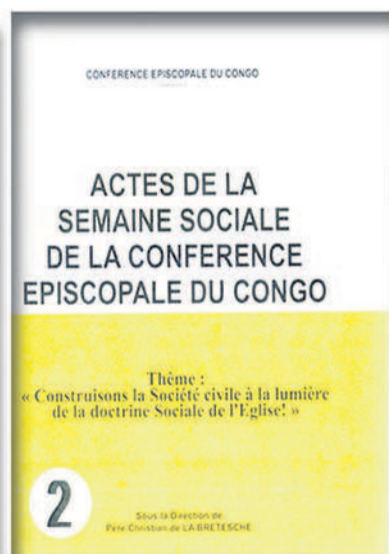 CONFERENCE EPISCOPALE DU CONGO
ACTES DE LA
SEMAINE SOCIALE
DE LA CONFERENCE
EPISCOPALE DU CONGO
Thème :
« Construisons la Société civile à la lumière
de la doctrine Sociale de l'Eglise! »
2
Sous la Direction de
Père Christian de LA BRETESCHE